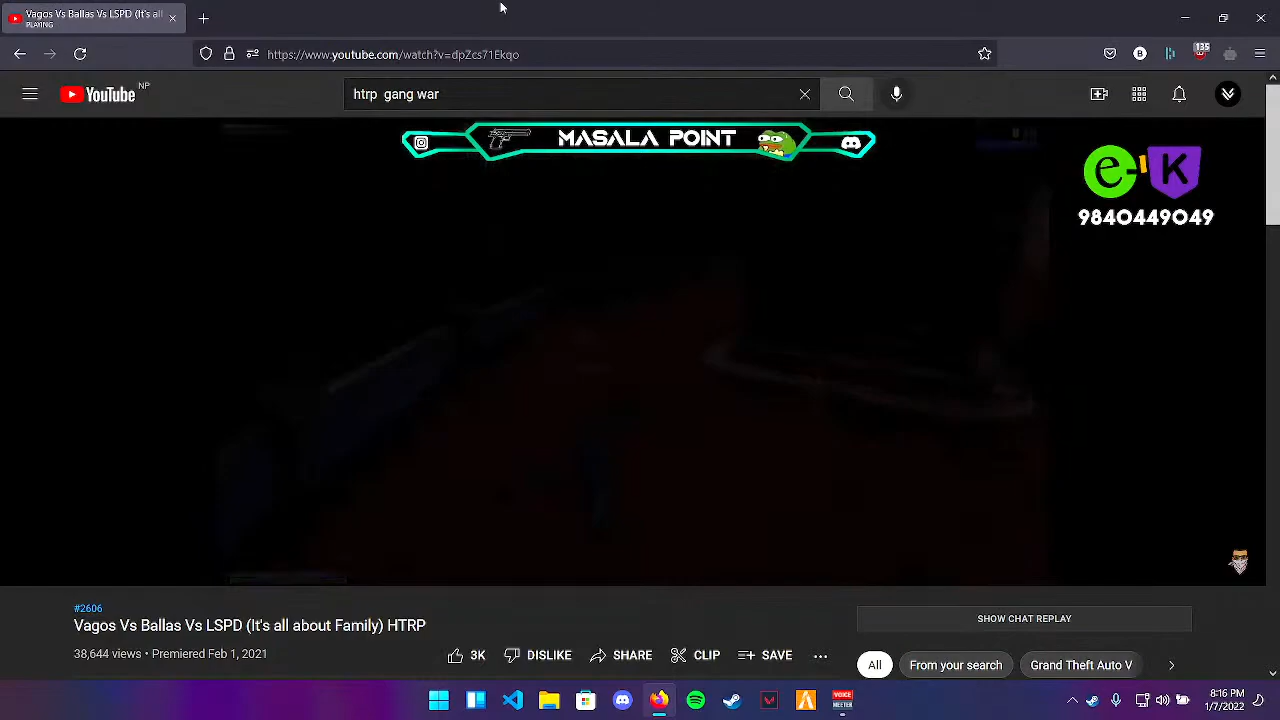 Vagos Vs Ballas Vs LSPD (It's all
PLAYING
https://www.youtube.com/watch?v=dpZcs71Ekqo
135
YouTube NP
htrp gang war
MASALA POINT
e-K
9840449049
#2606
Vagos Vs Ballas Vs LSPD (It's all about Family) HTRP
38,644 views • Premiered Feb 1, 2021
3K DISLIKE SHARE CLIP SAVE
SHOW CHAT REPLAY
All From your search Grand Theft Auto V
VOICE
MEETER
8:16 PM